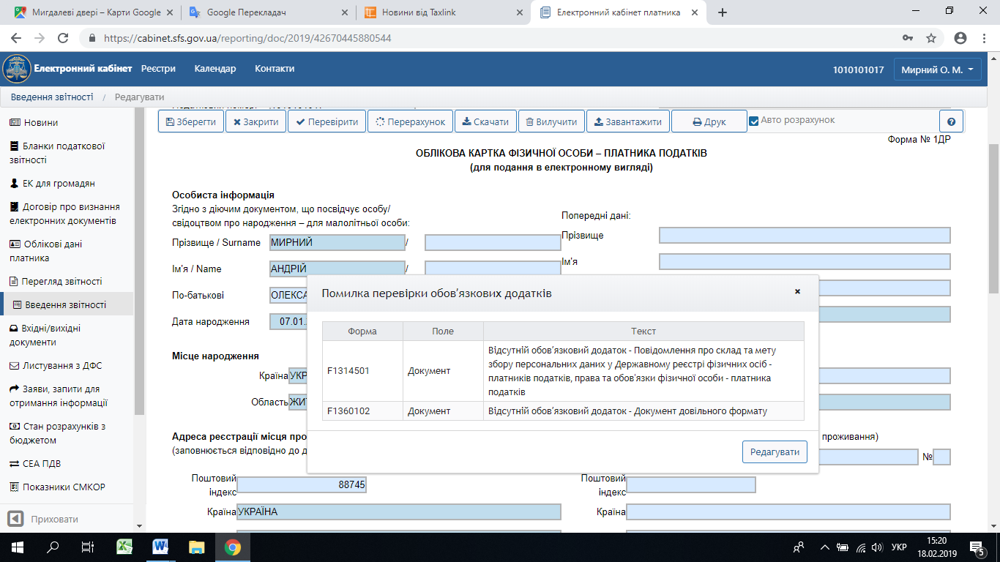 Мигдалеві двері – Карти Google
Google Перекладач
Новини від Taxlink
Електронний кабінет платника
https://cabinet.sfs.gov.ua/reporting/doc/2019/42670445880544
Електронний кабінет Реєстри Календар Контакти
1010101017 Мирний О. М.
Введення звітності / Редагувати
Новини
Бланки податкової
звітності
ЕК для громадян
Договір про визнання
електронних документів
Облікові дані
платника
Перегляд звітності
Введення звітності
Вхідні/вихідні
документи
Листування з ДФС
Заяви, запити для
отримання інформації
Стан розрахунків з
бюджетом
СЕА ПДВ
Показники СМКОР
Приховати
Зберегти Закрити Перевірити Перерахунок Скачати Вилучити Завантажити Друк Авто розрахунок ?
Форма № 1ДР
ОБЛІКОВА КАРТКА ФІЗИЧНОЇ ОСОБИ – ПЛАТНИКА ПОДАТКІВ
(для подання в електронному вигляді)
Особиста інформація
Згідно з діючим документом, що посвідчує особу/
свідоцтвом про народження – для малолітньої особи:
Попередні дані:
Прізвище / Surname МИРНИЙ /
Прізвище
Ім'я / Name АНДРІЙ /
Ім'я
По-батькові ОЛЕКСА
Дата народження 07.01.
Місце народження
Країна УКР
Область ЖИТ
Помилка перевірки обов'язкових додатків
Форма Поле Текст
F1314501 Документ Відсутній обов'язковий додаток - Повідомлення про склад та мету
збору персональних даних у Державному реєстрі фізичних осіб -
платників податків, права та обов'язки фізичної особи - платника
податків
F1360102 Документ Відсутній обов'язковий додаток - Документ довільного формату
Редагувати
Адреса реєстрації місця про
(заповнюється відповідно до д
проживання)
№
Поштовий
індекс 88745
Поштовий
індекс
Країна УКРАЇНА
Країна
УКР
15:20
18.02.2019
5